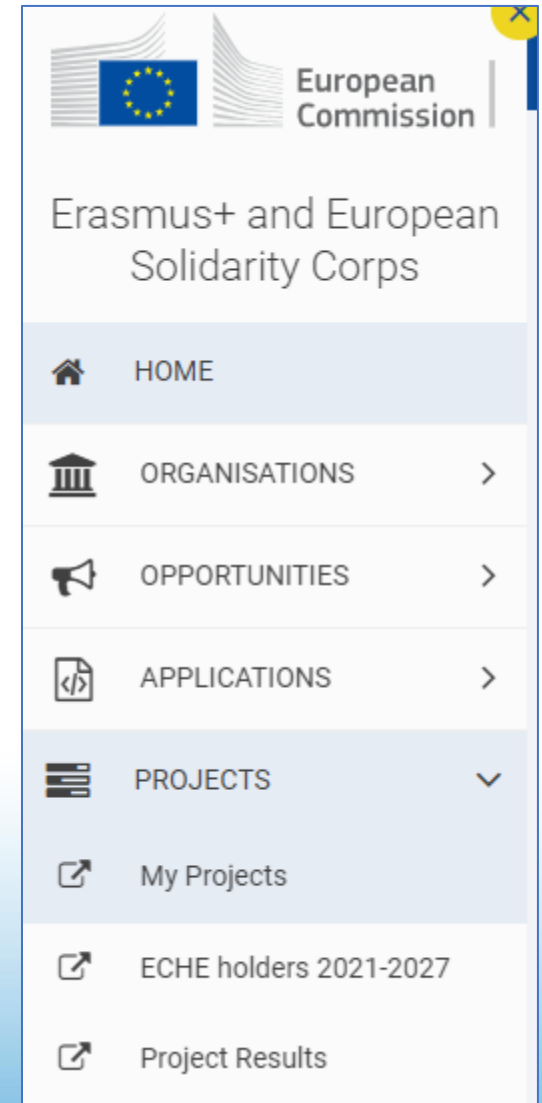 European
Commission
Erasmus+ and European
Solidarity Corps
HOME
ORGANISATIONS
OPPORTUNITIES
APPLICATIONS
PROJECTS
My Projects
ECHE holders 2021-2027
Project Results